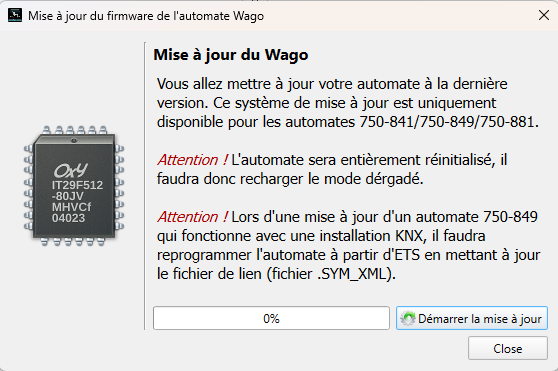 Mise à jour du firmware de l'automate Wago
Mise à jour du Wago
Vous allez mettre à jour votre automate à la dernière
version. Ce système de mise à jour est uniquement
disponible pour les automates 750-841/750-849/750-881.
Attention ! L'automate sera entièrement réinitialisé, il
faudra donc recharger le mode dérgadé.
Attention ! Lors d'une mise à jour d'un automate 750-849
qui fonctionne avec une installation KNX, il faudra
reprogrammer l'automate à partir d'ETS en mettant à jour
le fichier de lien (fichier .SYM_XML).
OXY
IT29F512
-80JV
MHVCf
04023
0%
Démarrer la mise à jour
Close